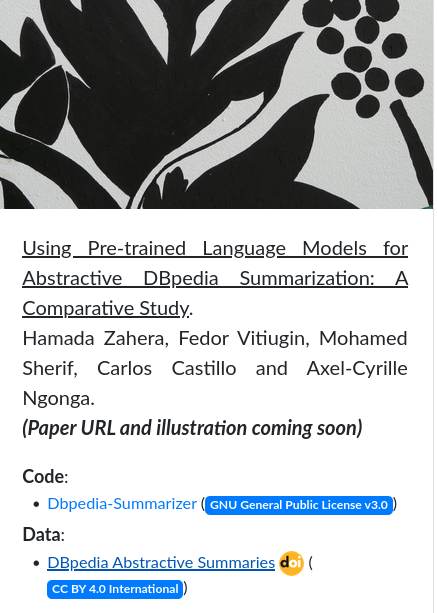 Using Pre-trained Language Models for
Abstractive DBpedia Summarization: A
Comparative Study.
Hamada Zahera, Fedor Vitiugin, Mohamed
Sherif, Carlos Castillo and Axel-Cyrille
Ngonga.
(Paper URL and illustration coming soon)
Code:
• Dbpedia-Summarizer (GNU General Public License v3.0)
Data:
• DBpedia Abstractive Summaries doi (
CC BY 4.0 International)